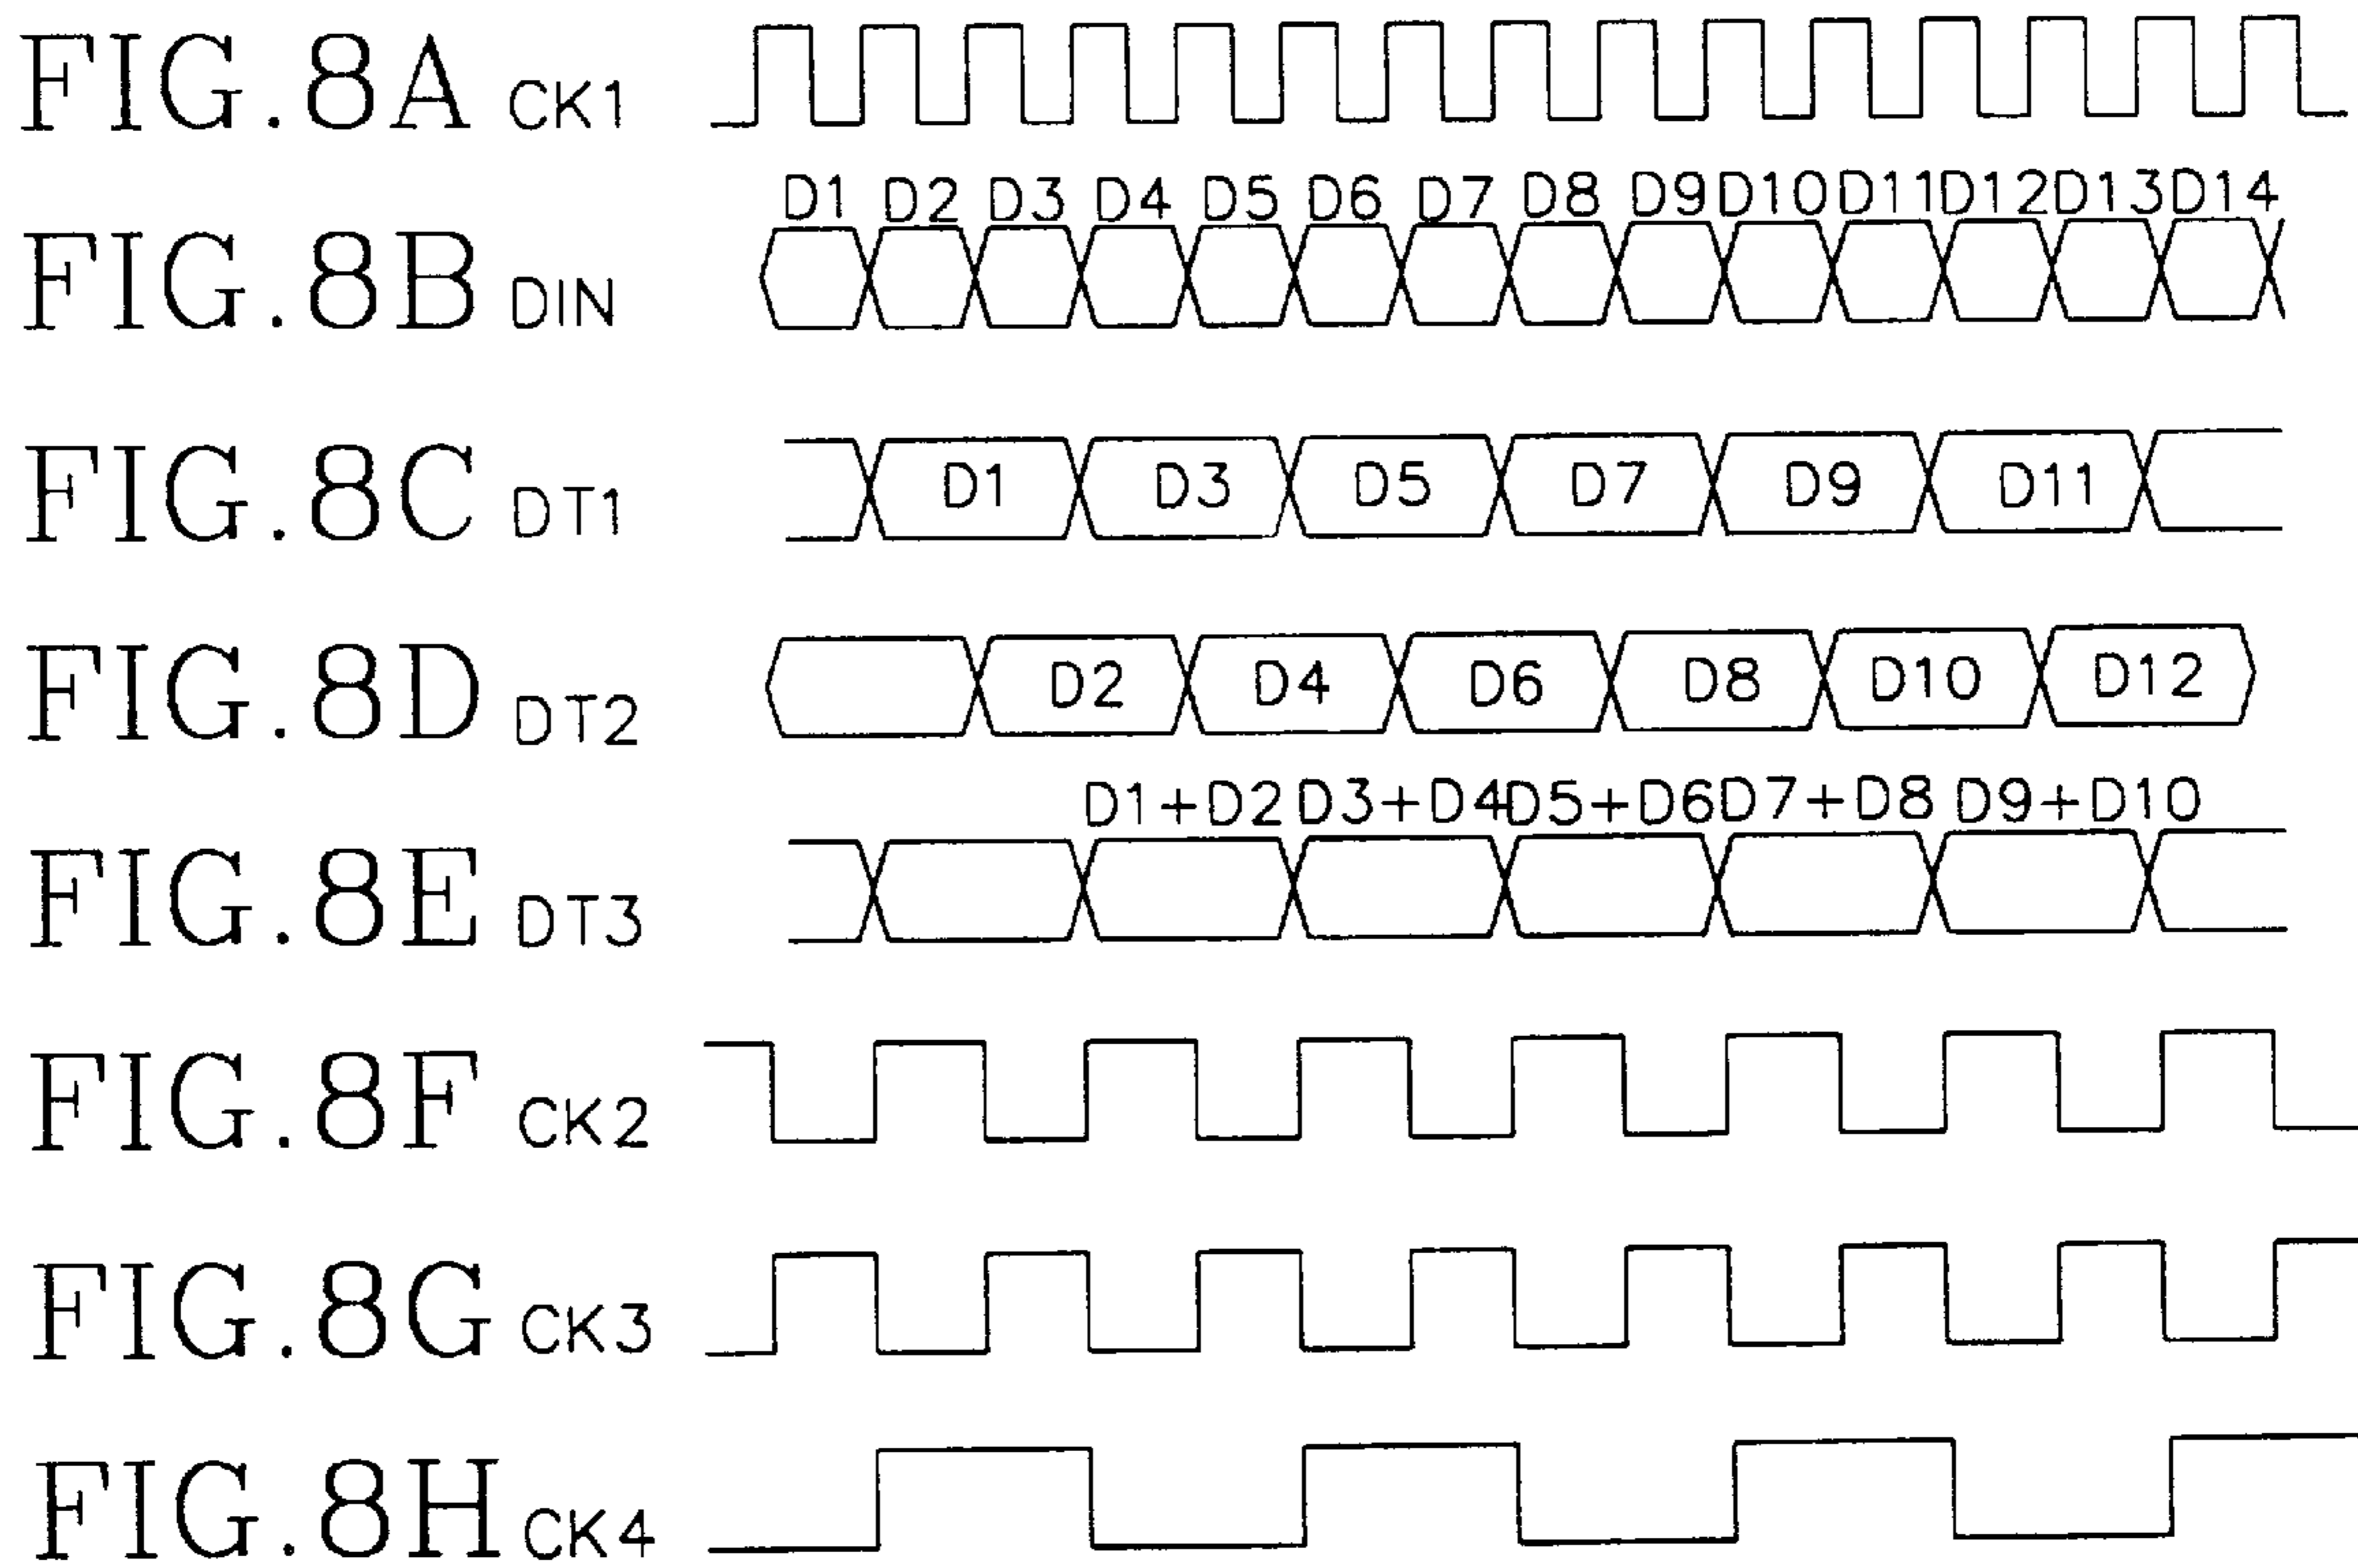 FIG.8A CK1
D1 D2 D3 D4 D5 D6 D7 D8 D9 D10 D11 D12 D13 D14
FIG.8B DIN
FIG.8C DT1 D1 D3 D5 D7 D9 D11
FIG.8D DT2 D2 D4 D6 D8 D10 D12
D1+D2 D3+D4 D5+D6 D7+D8 D9+D10
FIG.8E DT3
FIG.8F CK2
FIG.8G CK3
FIG.8H CK4